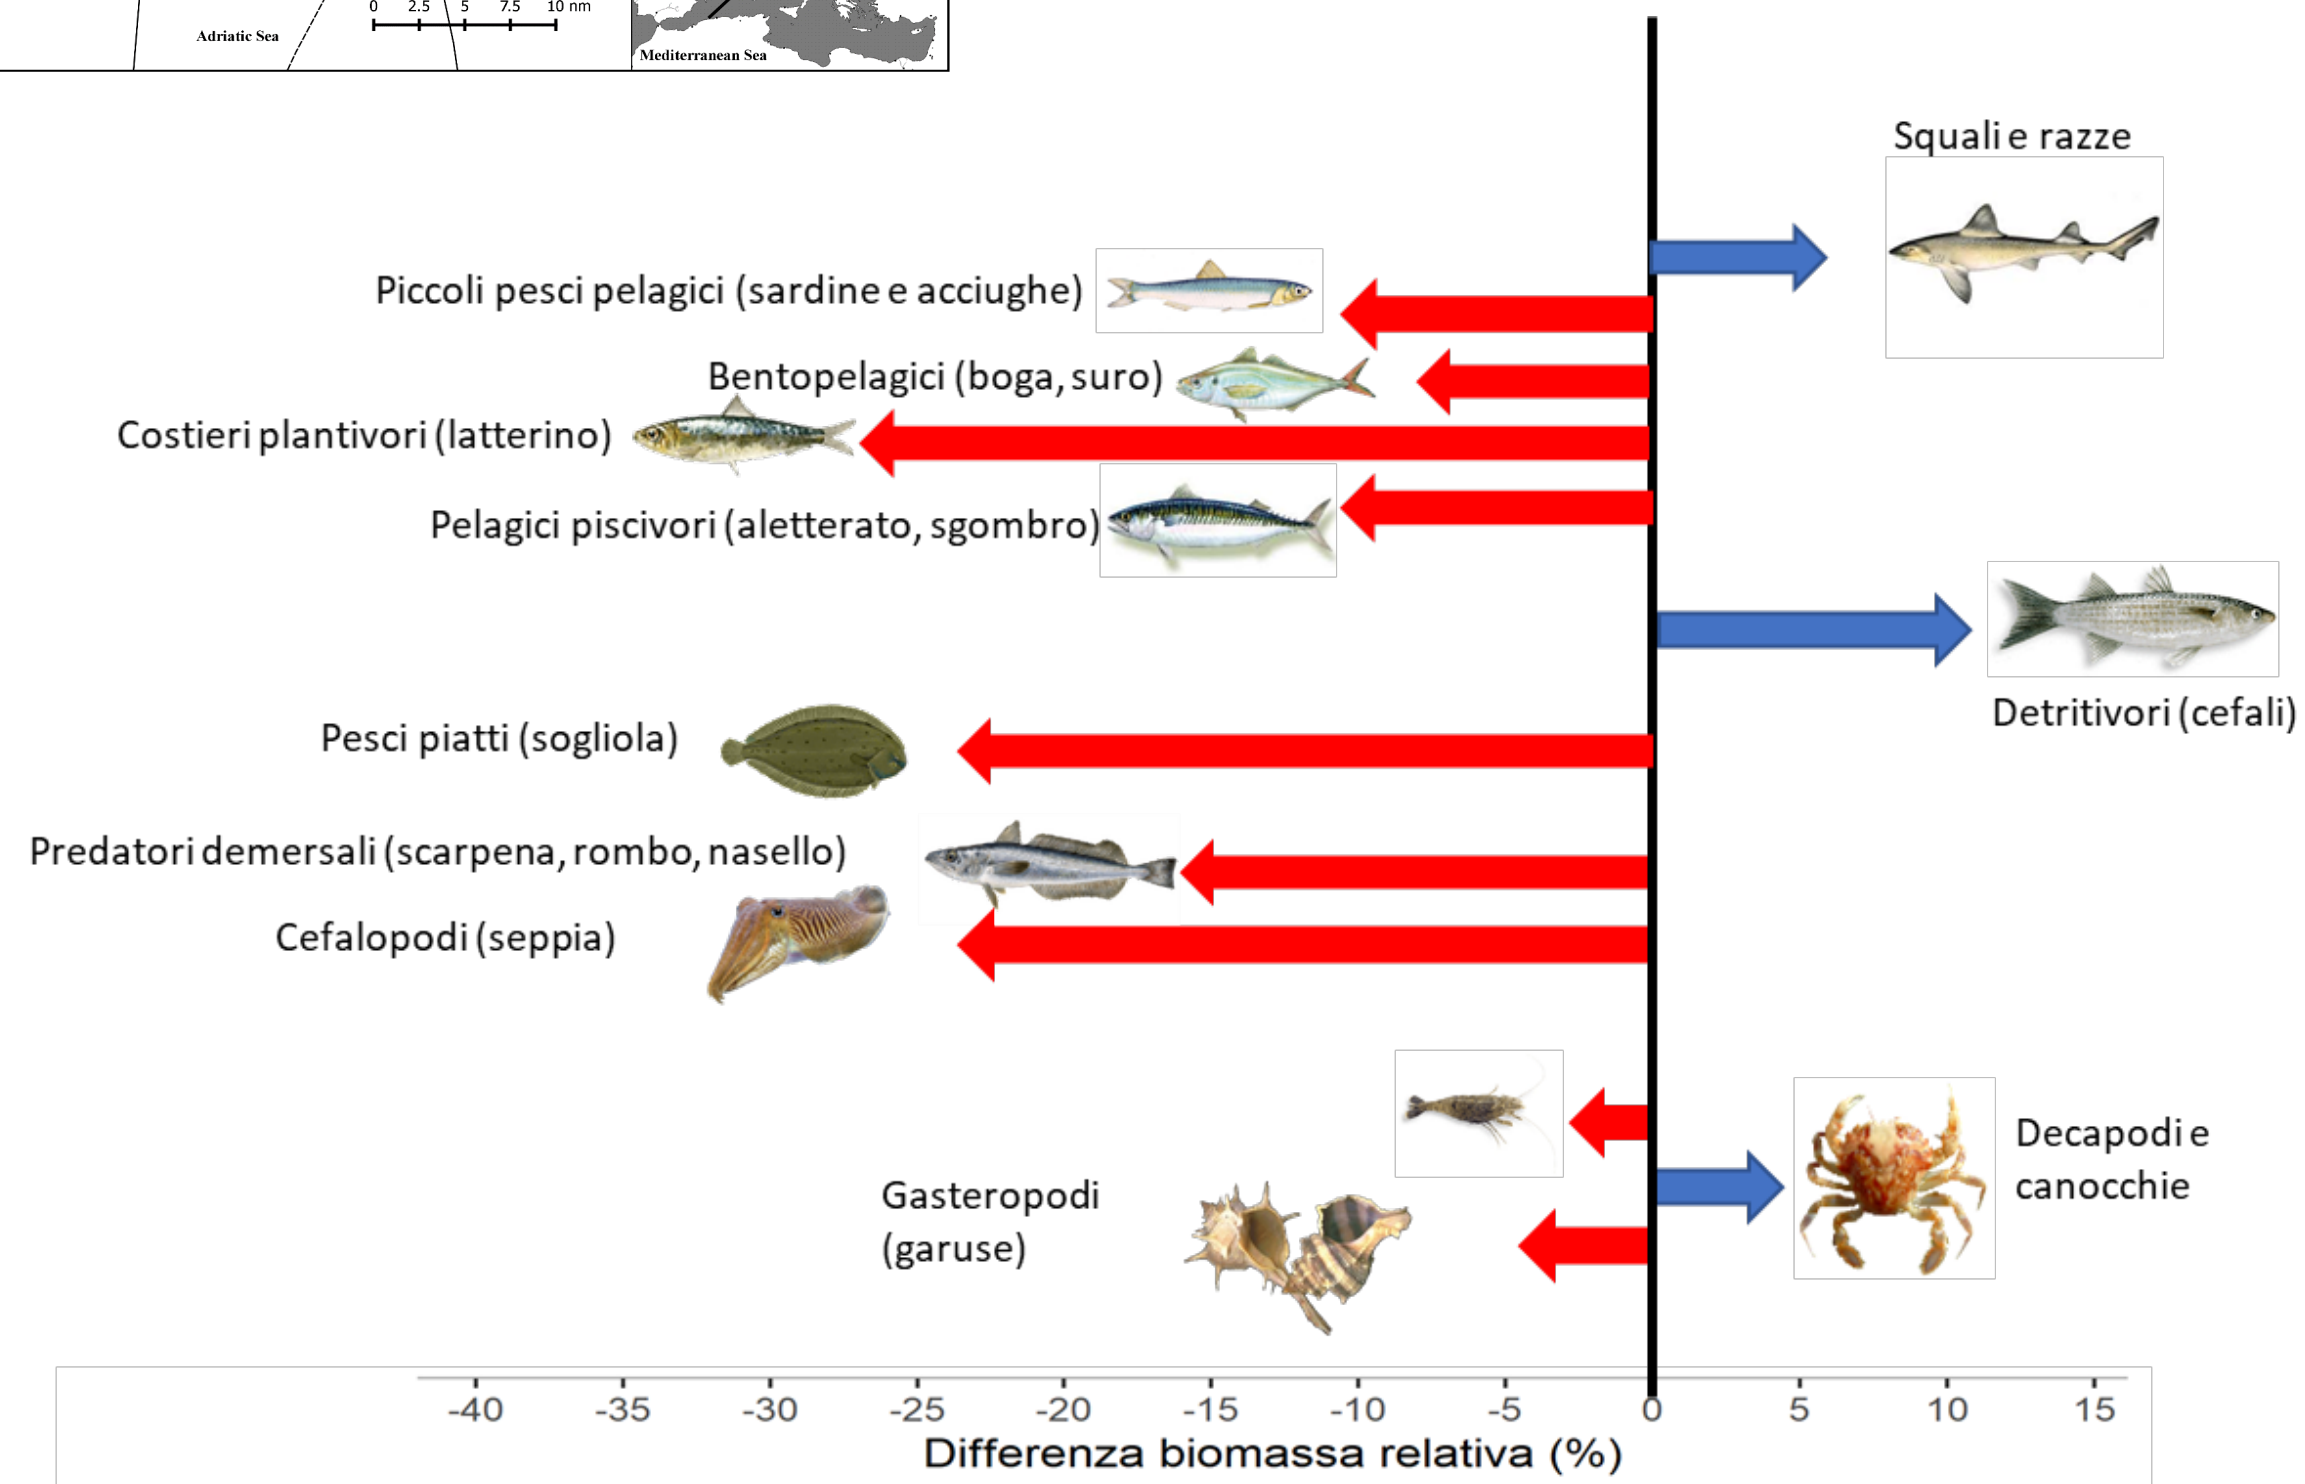 0 2.5 5 7.5 10 nm
Adriatic Sea
Mediterranean Sea
Squali e razze
Piccoli pesci pelagici (sardine e acciughe)
Bentopelagici (boga, suro)
Costieri plantivori (latterino)
Pelagici piscivori (aletterato, sgombro)
Detritivori (cefali)
Pesci piatti (sogliola)
Predatori demersali (scarpena, rombo, nasello)
Cefalopodi (seppia)
Decapodi e
canocchie
Gasteropodi
(garuse)
-40 -35 -30 -25 -20 -15 -10 -5 0 5 10 15
Differenza biomassa relativa (%)